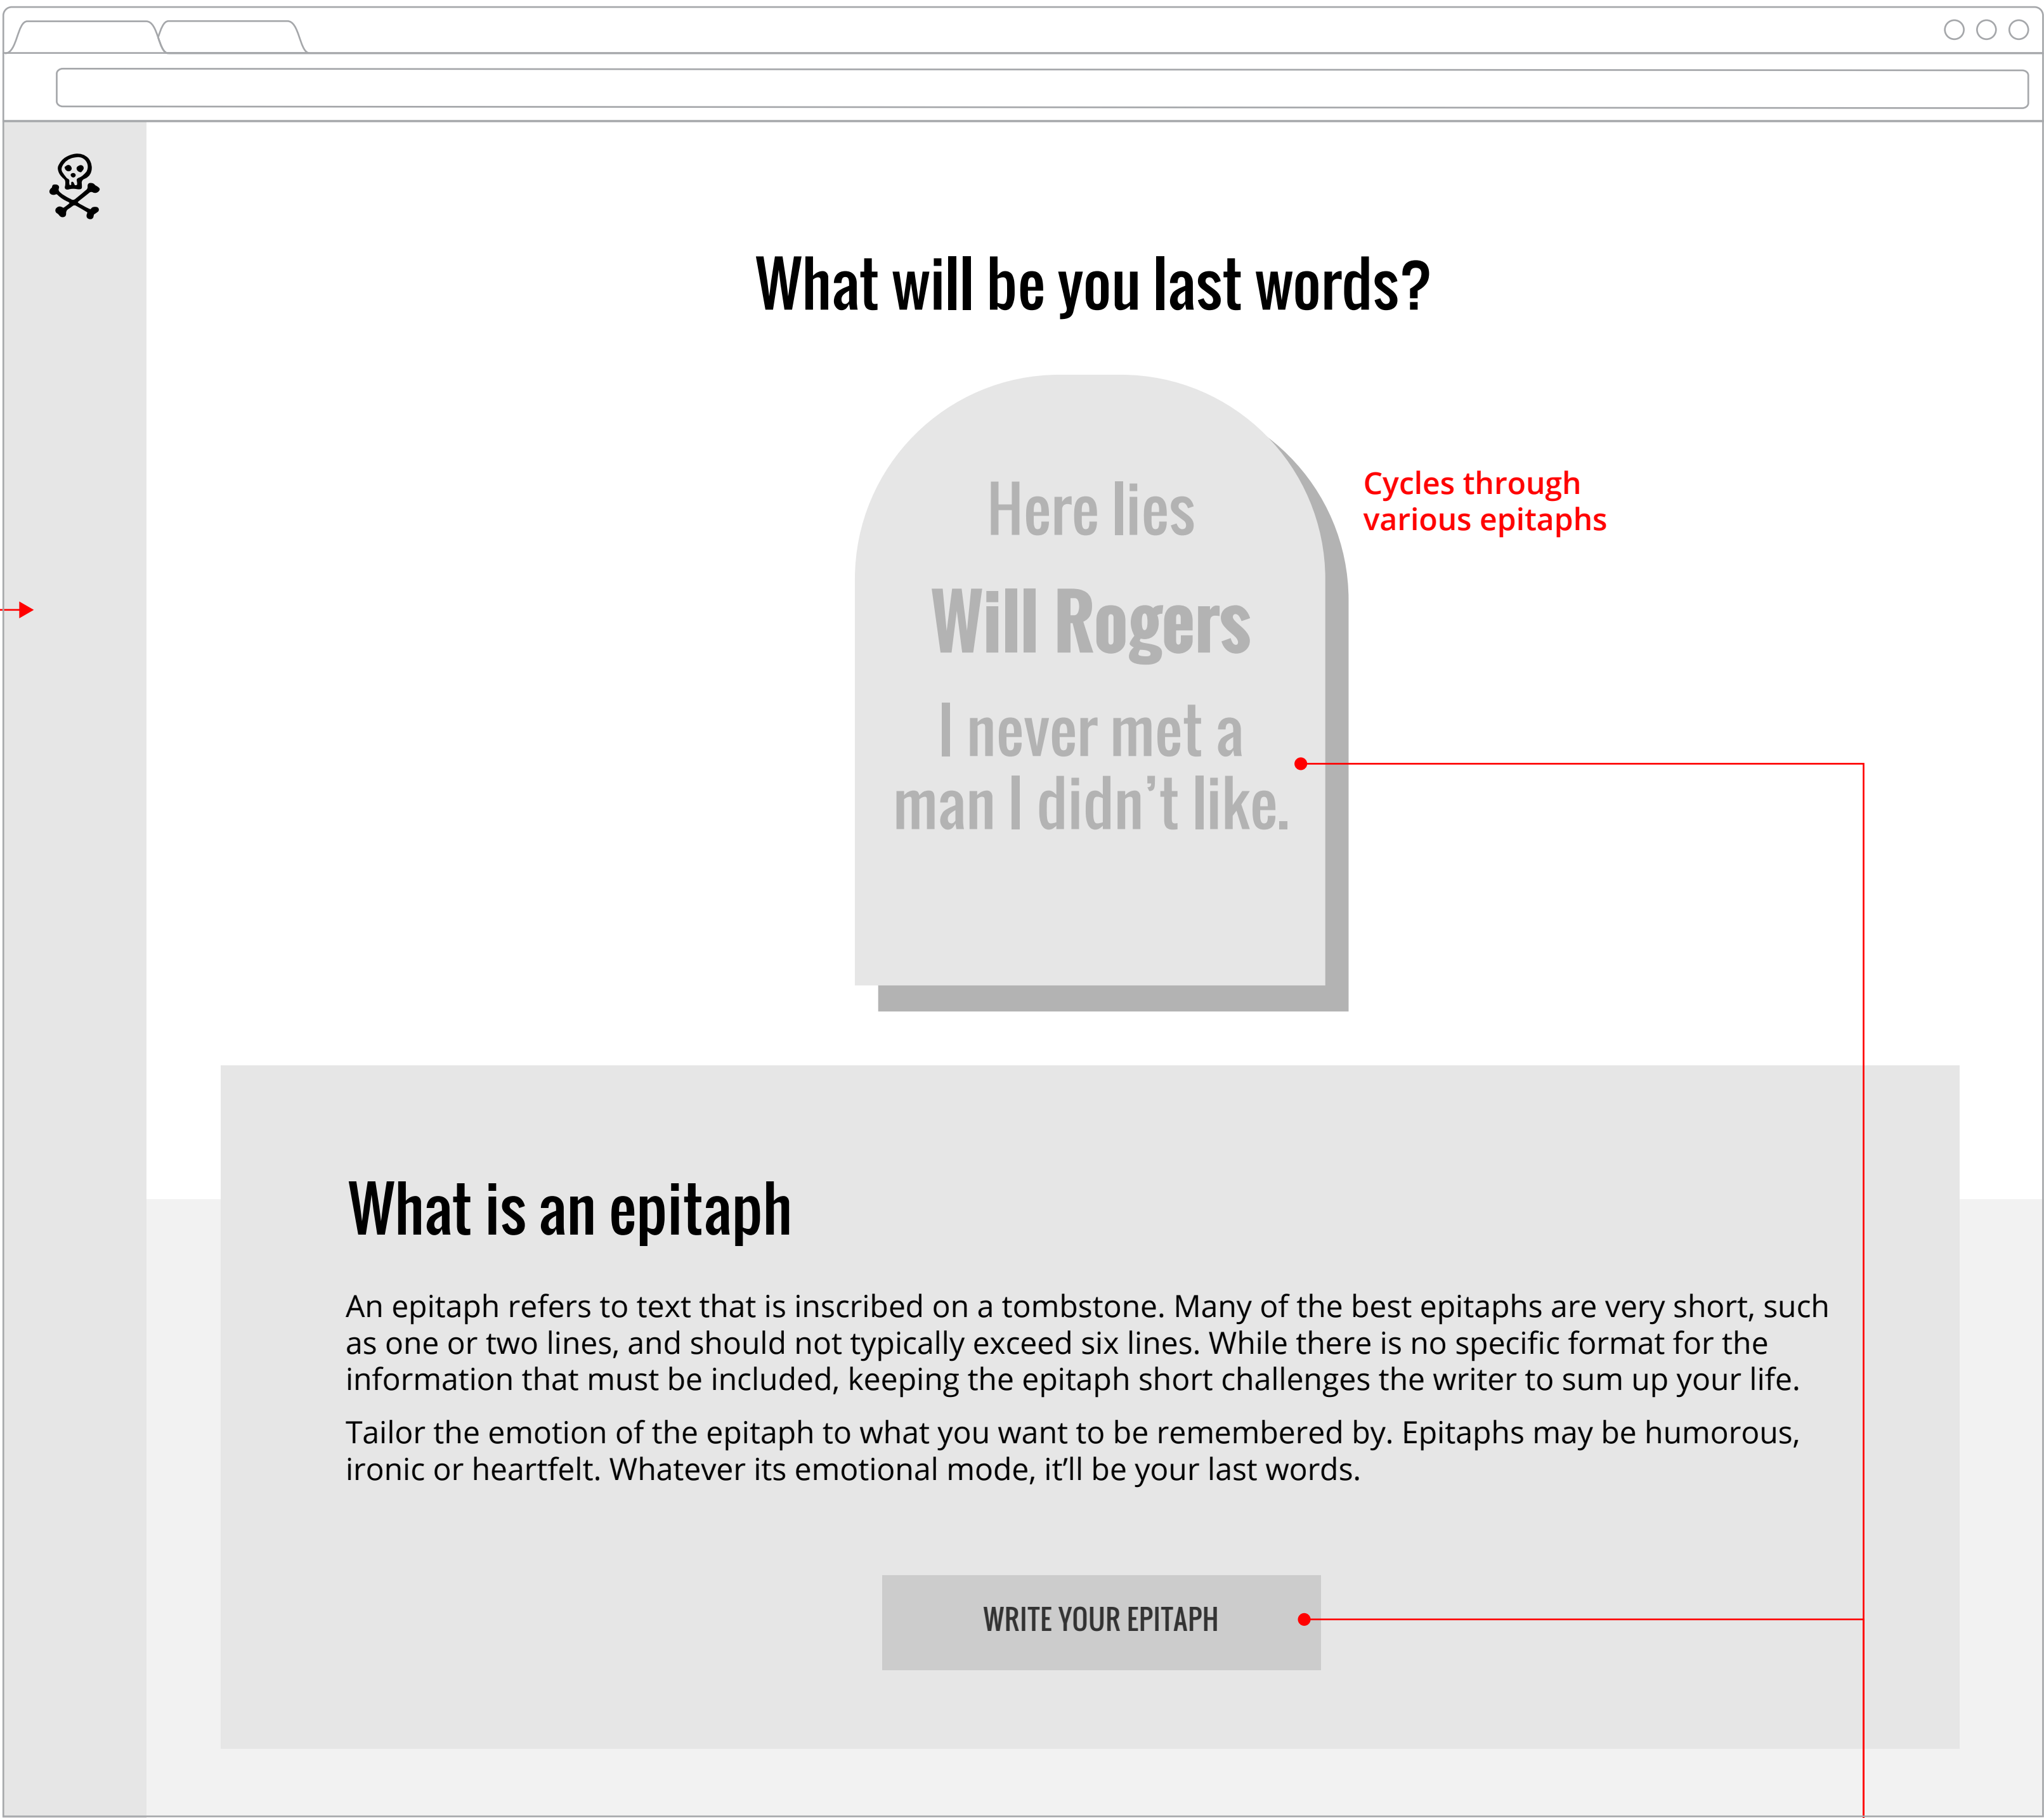 What will be you last words?
Here lies
Will Rogers
I never met a
man I didn’t like.
Cycles through
various epitaphs
What is an epitaph
An epitaph refers to text that is inscribed on a tombstone. Many of the best epitaphs are very short, such
as one or two lines, and should not typically exceed six lines. While there is no specific format for the
information that must be included, keeping the epitaph short challenges the writer to sum up your life.
Tailor the emotion of the epitaph to what you want to be remembered by. Epitaphs may be humorous,
ironic or heartfelt. Whatever its emotional mode, it’ll be your last words.
WRITE YOUR EPITAPH